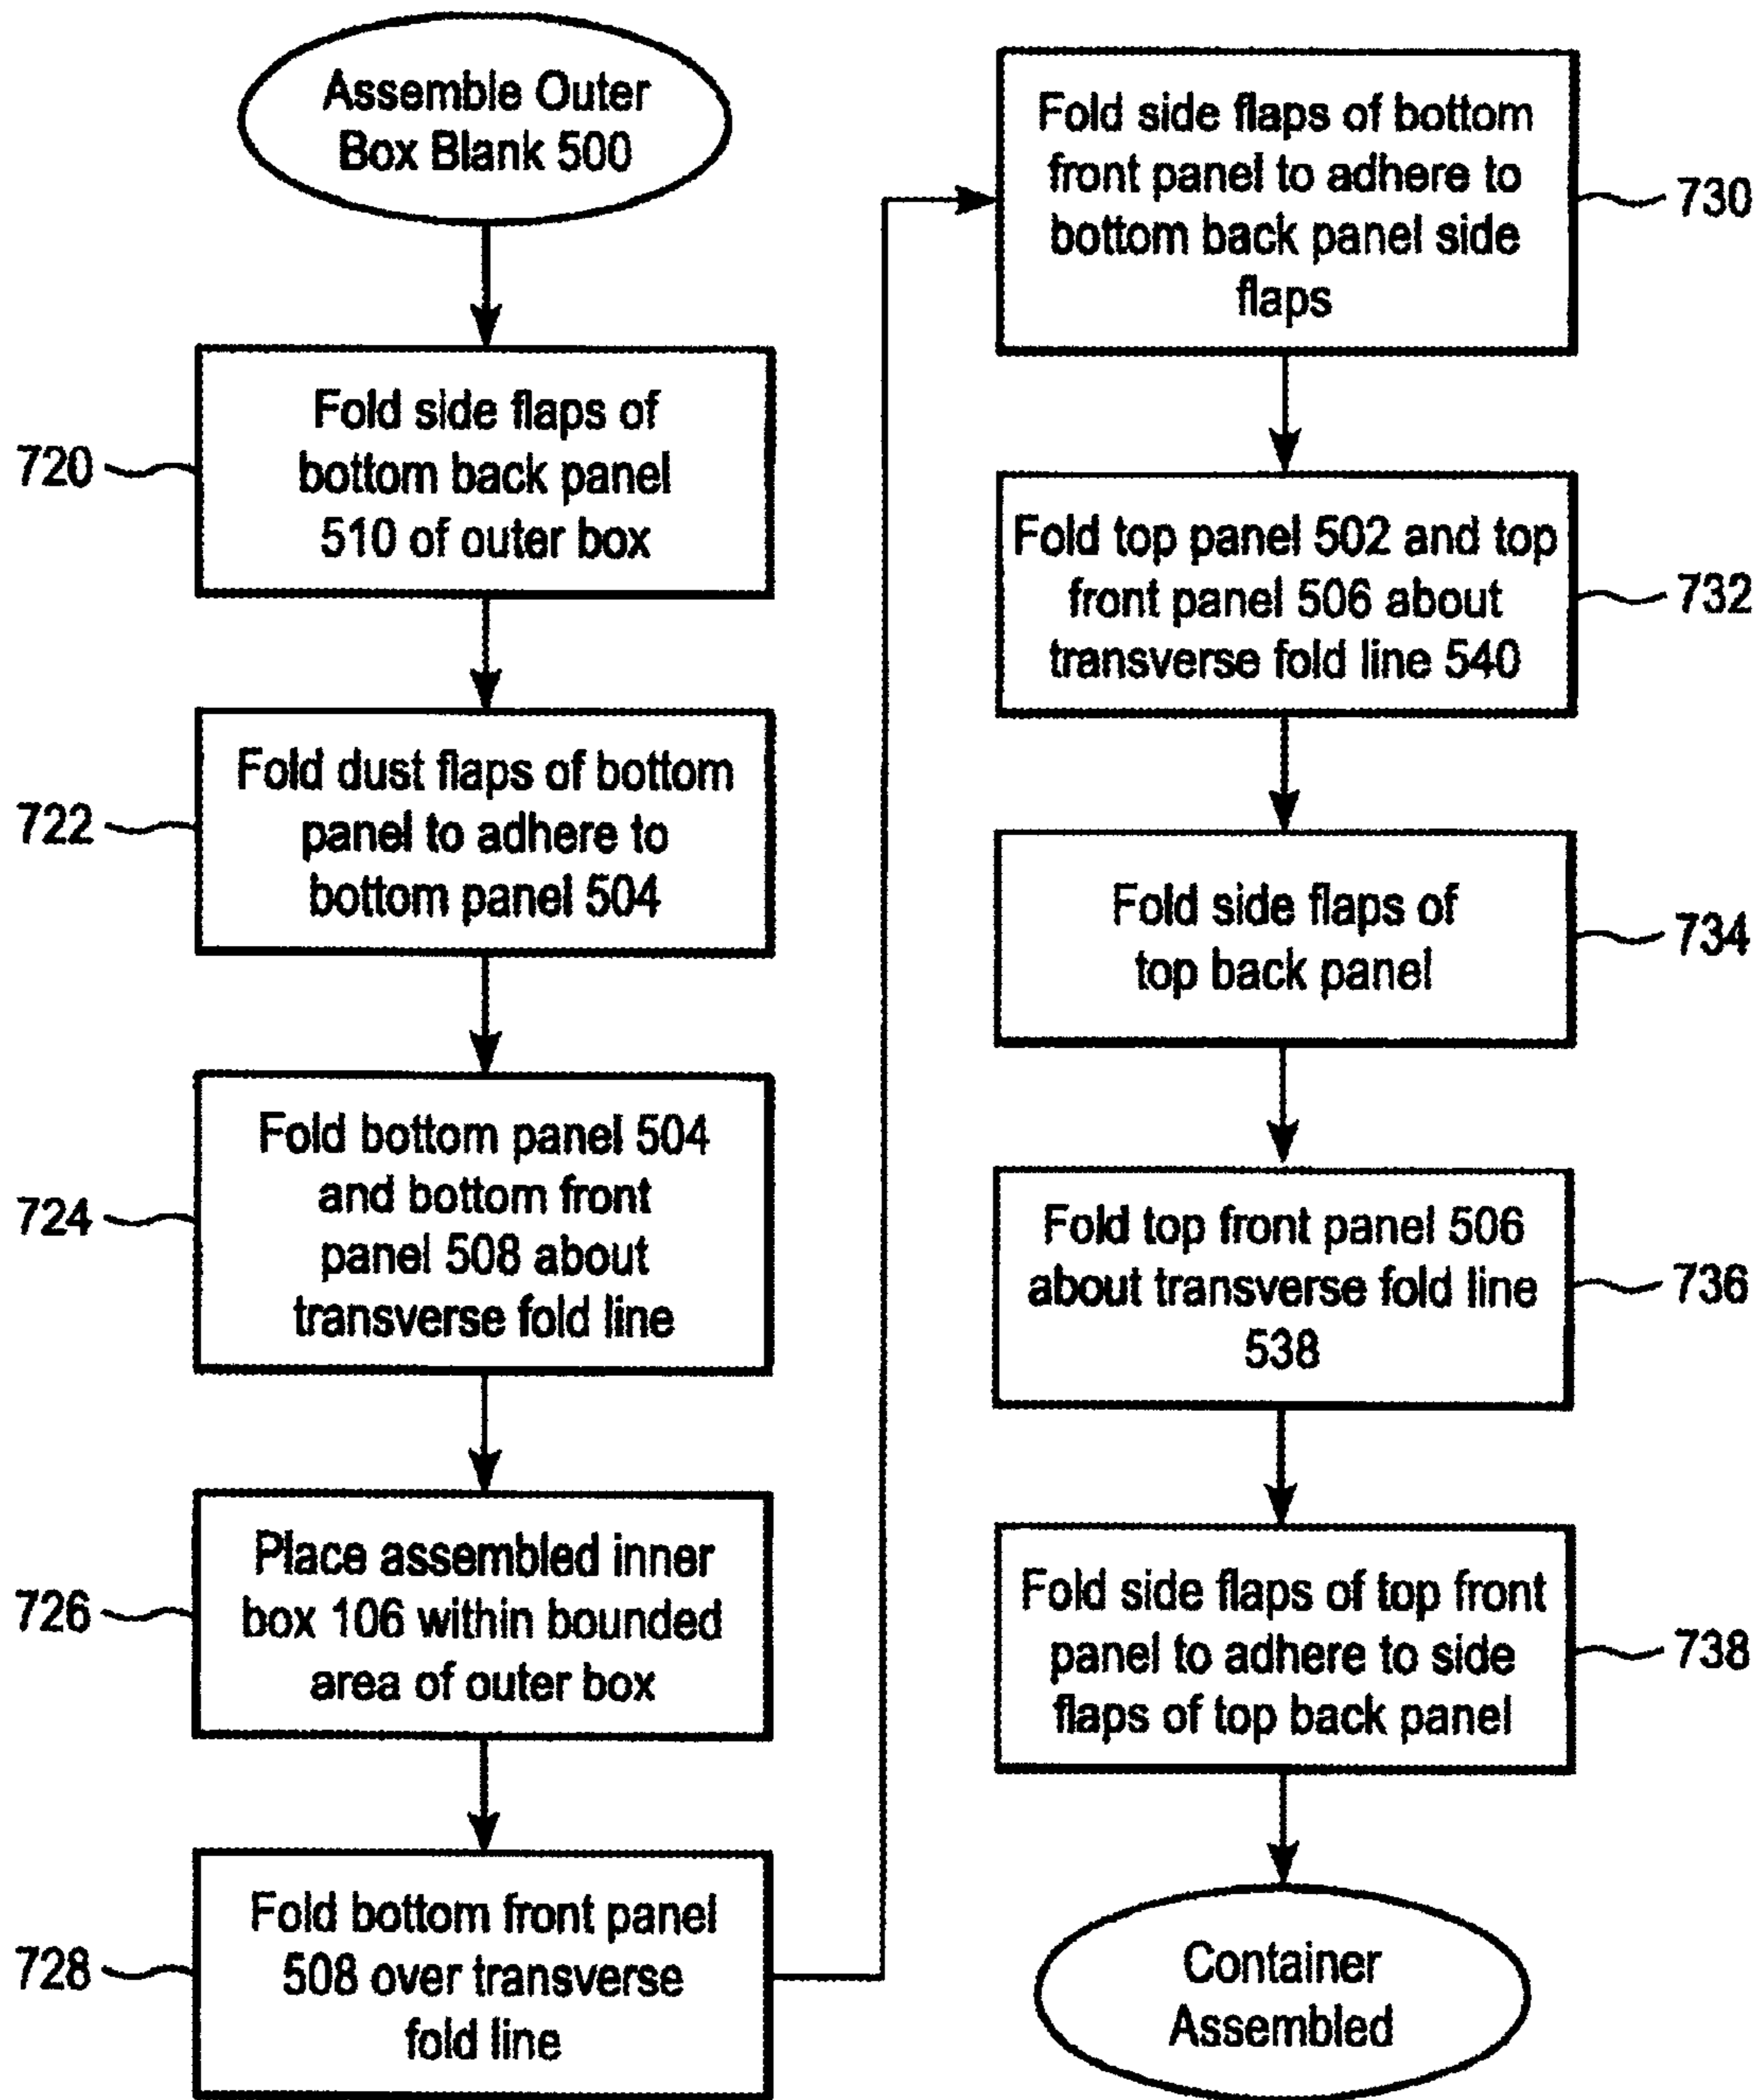 Assemble Outer
Box Blank 500
720
Fold side flaps of
bottom back panel
510 of outer box
722
Fold dust flaps of bottom
panel to adhere to
bottom panel 504
724
Fold bottom panel 504
and bottom front
panel 508 about
transverse fold line
726
Place assembled inner
box 106 within bounded
area of outer box
728
Fold bottom front panel
508 over transverse
fold line
Fold side flaps of bottom
front panel to adhere to
bottom back panel side
flaps
730
Fold top panel 502 and top
front panel 506 about
transverse fold line 540
732
Fold side flaps of
top back panel
734
Fold top front panel 506
about transverse fold line
538
736
Fold side flaps of top front
panel to adhere to side
flaps of top back panel
738
Container
Assembled